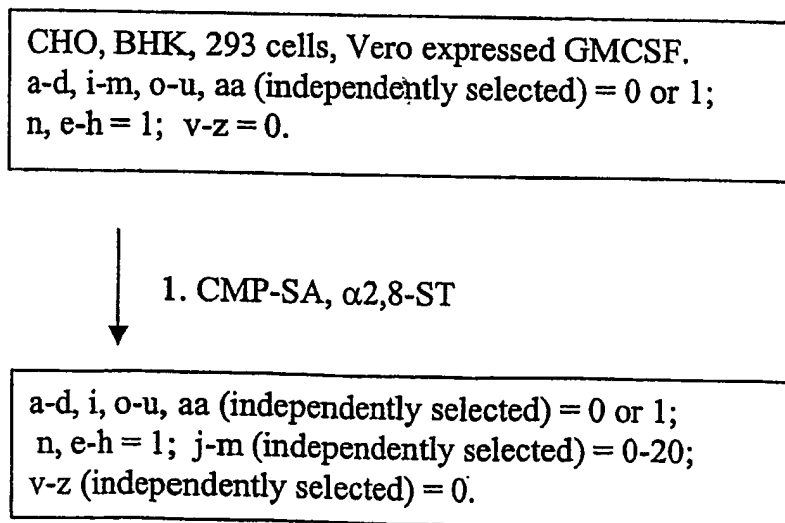 CHO, BHK, 293 cells, Vero expressed GMCSF.
a-d, i-m, o-u, aa (independently selected) = 0 or 1;
n, e-h = 1; v-z = 0.
1. CMP-SA, α2,8-ST
a-d, i, o-u, aa (independently selected) = 0 or 1;
n, e-h = 1; j-m (independently selected) = 0-20;
v-z (independently selected) = 0.